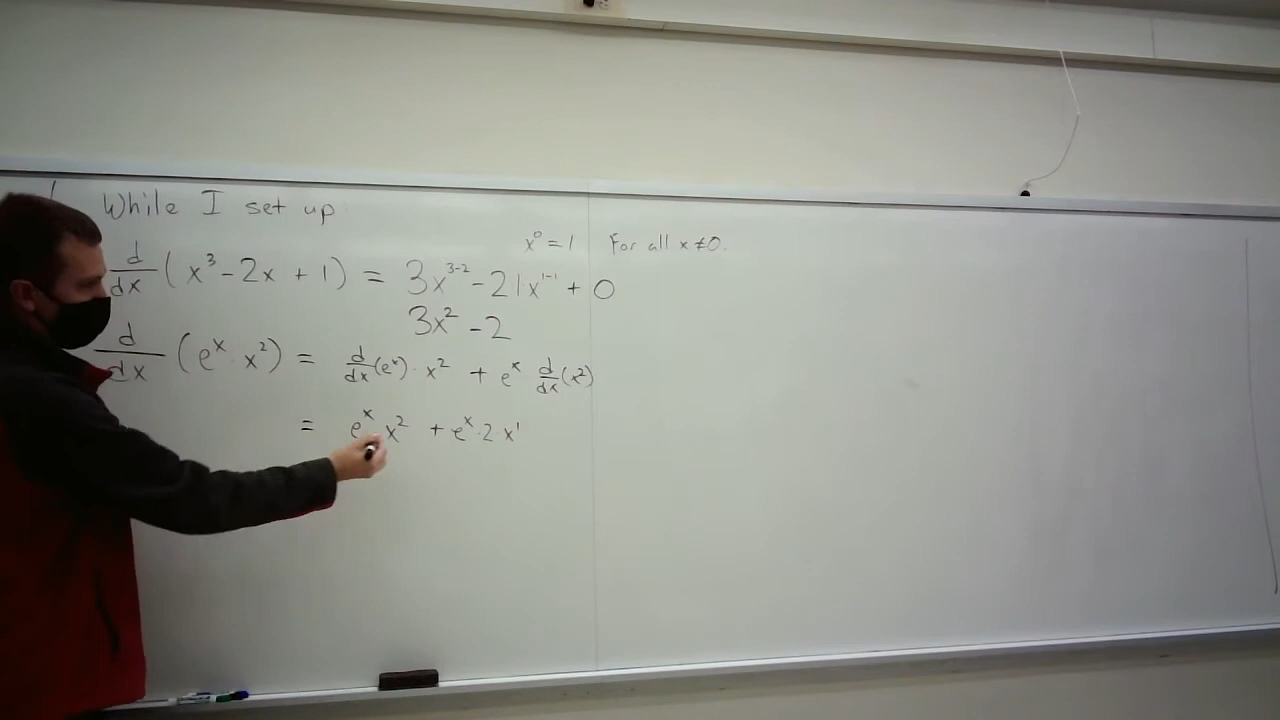 While I set up
x⁰ = 1 For all x ≠ 0.
d/dx (x³ - 2x + 1) = 3x³⁻² - 2 1x¹⁻¹ + 0
3x² - 2
d/dx (eˣ · x²) = d/dx (eˣ) · x² + eˣ d/dx (x²)
= eˣ x² + eˣ · 2 · x¹